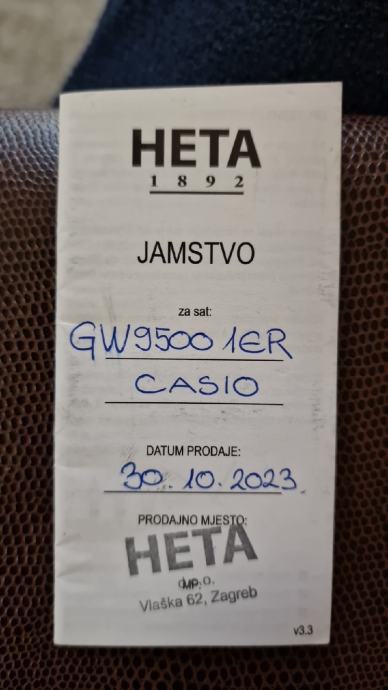 HETA
1892
JAMSTVO
za sat:
GW9500 1ER
CASIO
DATUM PRODAJE:
30. 10. 2023.
PRODAJNO MJESTO:
HETA
d.o.o.
MP:
Vlaška 62, Zagreb
v3.3